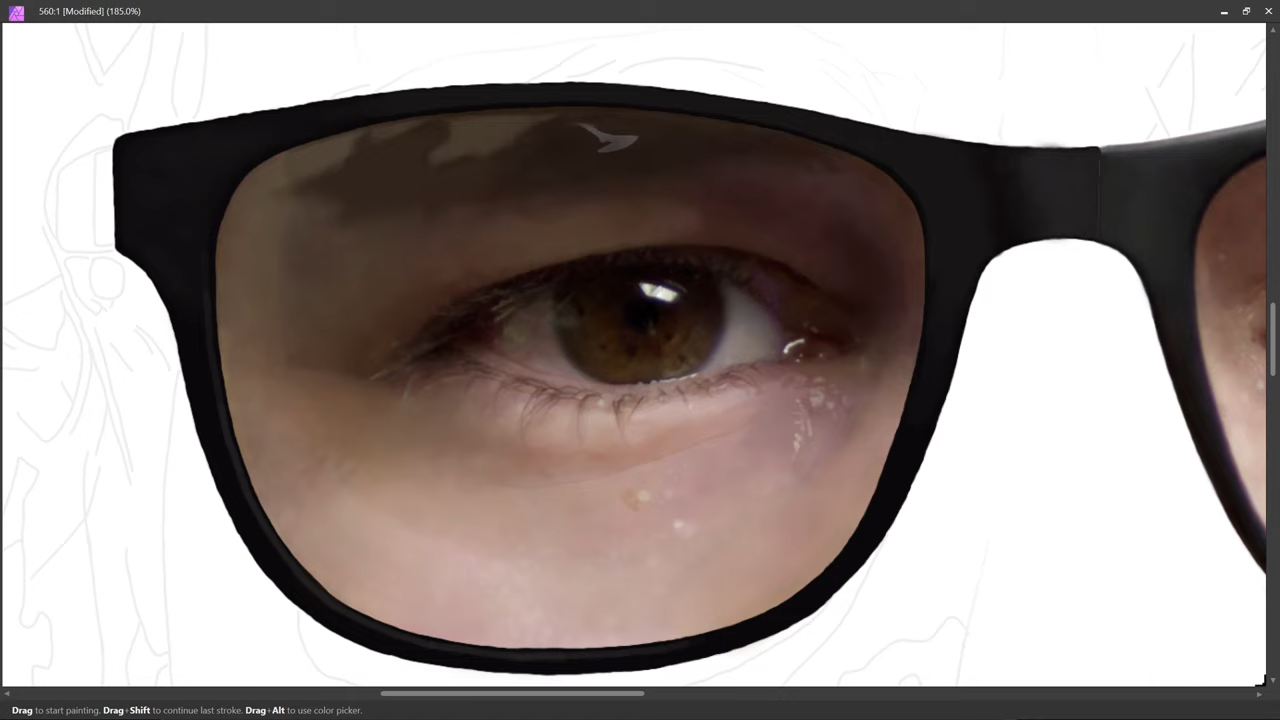 560:1 [Modified] (185.0%)
Drag to start painting. Drag+Shift to continue last stroke. Drag+Alt to use color picker.